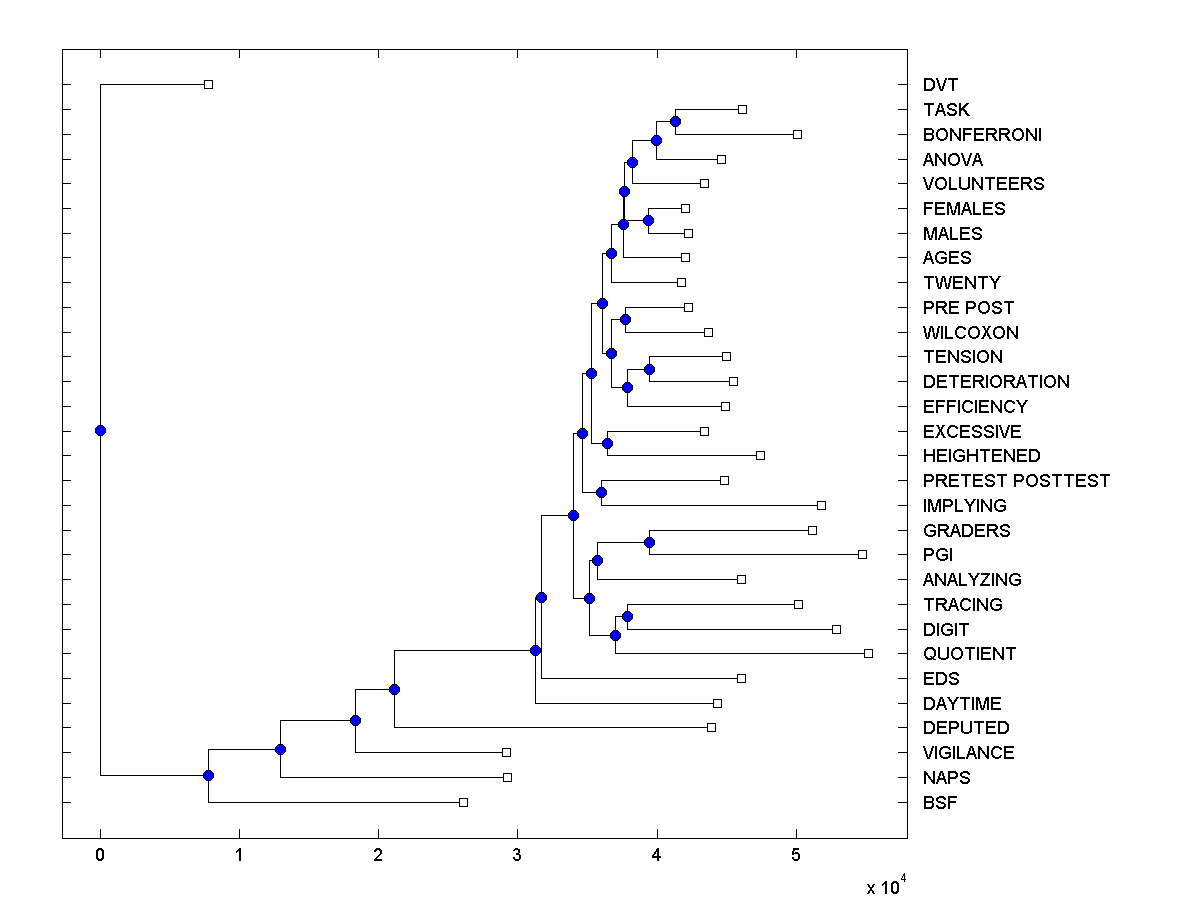 DVT
TASK
BONFERRONI
ANOVA
VOLUNTEERS
FEMALES
MALES
AGES
TWENTY
PRE POST
WILCOXON
TENSION
DETERIORATION
EFFICIENCY
EXCESSIVE
HEIGHTENED
PRETEST POSTTEST
IMPLYING
GRADERS
PGI
ANALYZING
TRACING
DIGIT
QUOTIENT
EDS
DAYTIME
DEPUTED
VIGILANCE
NAPS
BSF
0 1 2 3 4 5
x 10^4